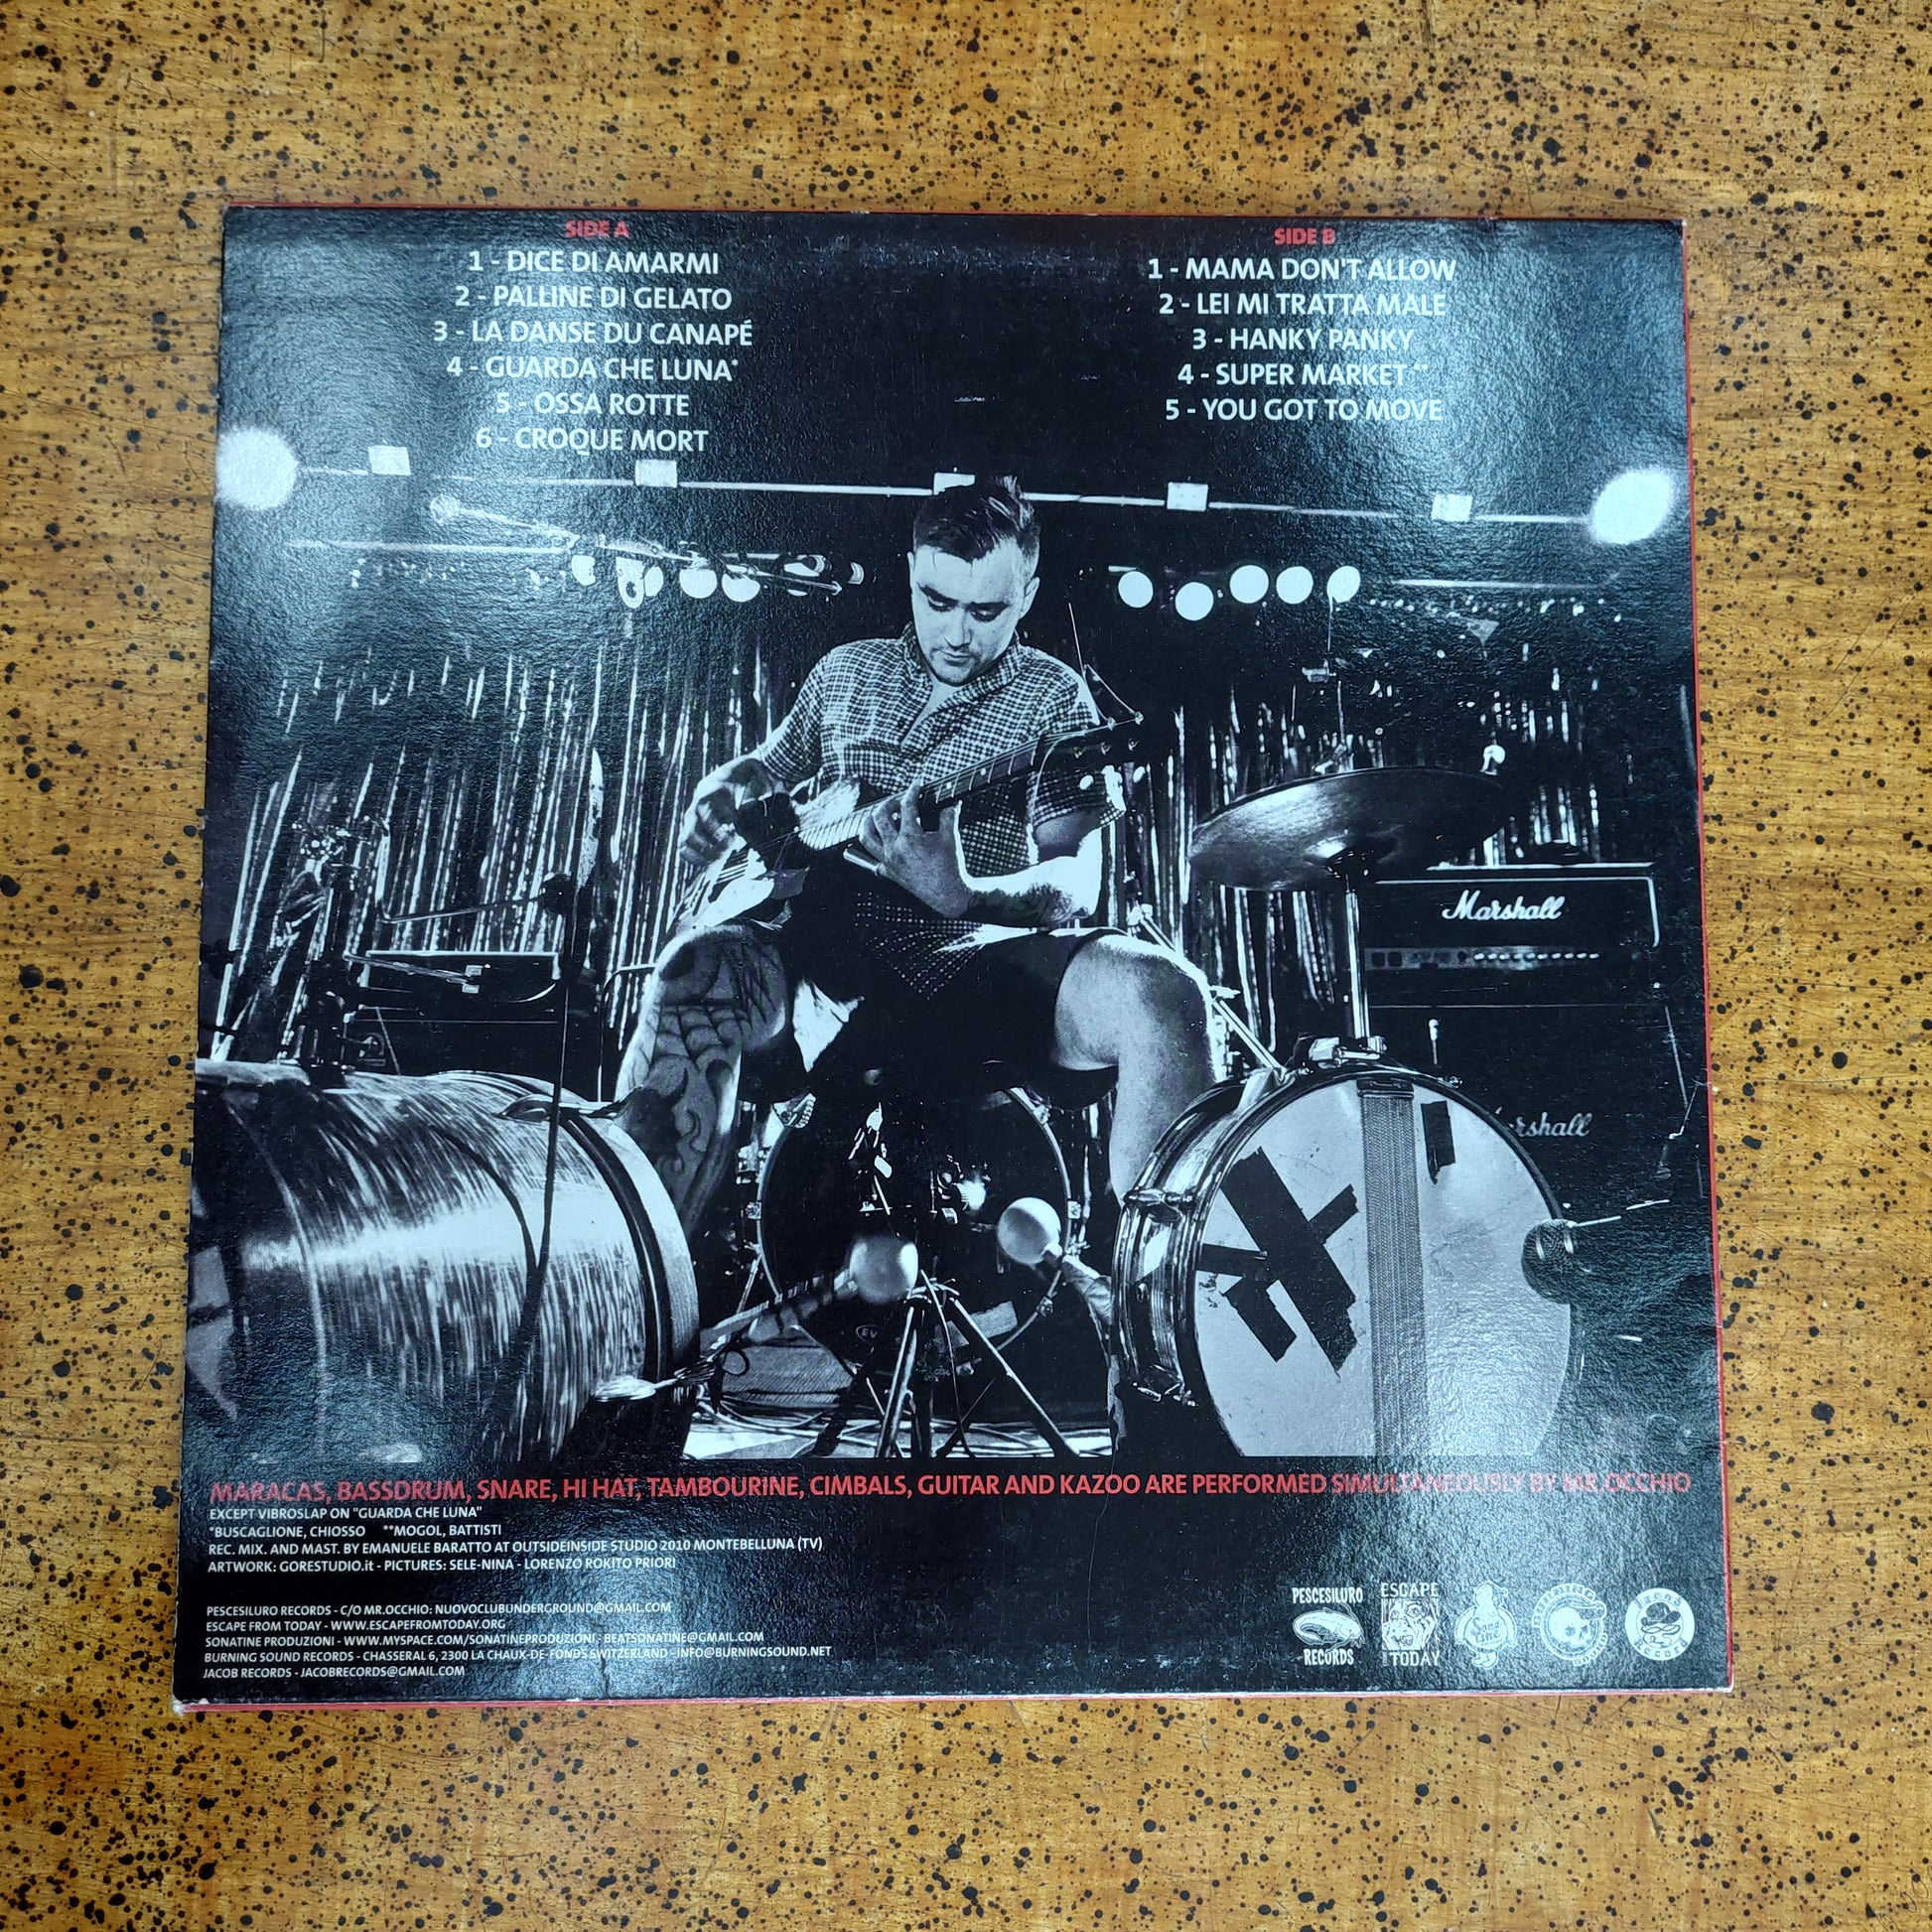 SIDE A
1 - DICE DI AMARMI
2 - PALLINE DI GELATO
3 - LA DANSE DU CANAPÉ
4 - GUARDA CHE LUNA*
5 - OSSA ROTTE
6 - CROQUE MORT
SIDE B
1 - MAMA DON'T ALLOW
2 - LEI MI TRATTA MALE
3 - HANKY PANKY
4 - SUPER MARKET **
5 - YOU GOT TO MOVE
Marshall
MARACAS, BASSDRUM, SNARE, HI HAT, TAMBOURINE, CIMBALS, GUITAR AND KAZOO ARE PERFORMED SIMULTANEOUSLY BY MR.OCCHIO
EXCEPT VIBROSLAP ON "GUARDA CHE LUNA"
*BUSCAGLIONE, CHIOSSO **MOGOL, BATTISTI
REC. MIX. AND MAST. BY EMANUELE BARATTO AT OUTSIDEINSIDE STUDIO 2010 MONTEBELLUNA (TV)
ARTWORK: GORESTUDIO.it - PICTURES: SELE-NINA - LORENZO ROKITO PRIORI
PESCESILURO RECORDS - C/O MR.OCCHIO: NUOVOCLUBUNDERGROUND@GMAIL.COM
ESCAPE FROM TODAY - WWW.ESCAPEFROMTODAY.ORG
SONATINE PRODUZIONI - WWW.MYSPACE.COM/SONATINEPRODUZIONI - BEATSONATINE@GMAIL.COM
BURNING SOUND RECORDS - CHASSERAL 6, 2300 LA CHAUX-DE-FONDS SWITZERLAND - INFO@BURNINGSOUND.NET
JACOB RECORDS - JACOBRECORDS@GMAIL.COM
PESCESILURO
RECORDS
ESCAPE
TODAY